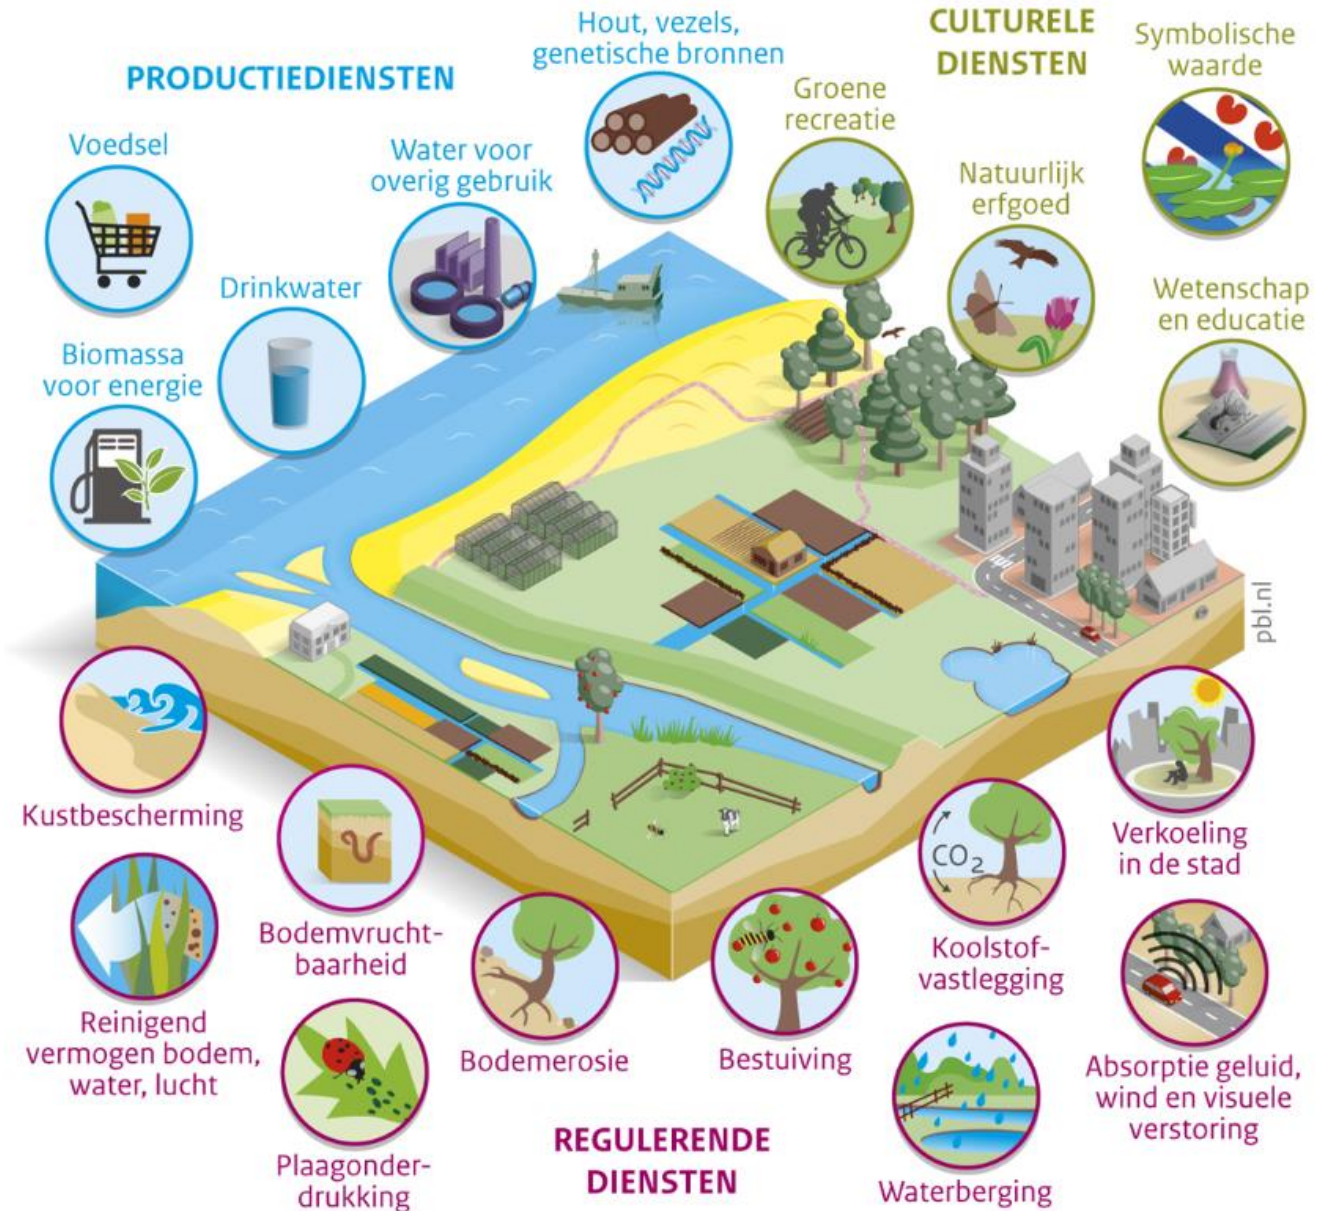 PRODUCTIEDIENSTEN
Voedsel
Biomassa
voor energie
Drinkwater
Water voor
overig gebruik
Hout, vezels,
genetische bronnen
CULTURELE
DIENSTEN
Groene
recreatie
Natuurlijk
erfgoed
Symbolische
waarde
Wetenschap
en educatie
pbl.nl
Kustbescherming
Reinigend
vermogen bodem,
water, lucht
Bodemvrucht-
baarheid
Plaagonder-
drukking
Bodemerosie
Bestuiving
REGULERENDE
DIENSTEN
CO2
Koolstof-
vastlegging
Waterberging
Verkoeling
in de stad
Absorptie geluid,
wind en visuele
verstoring